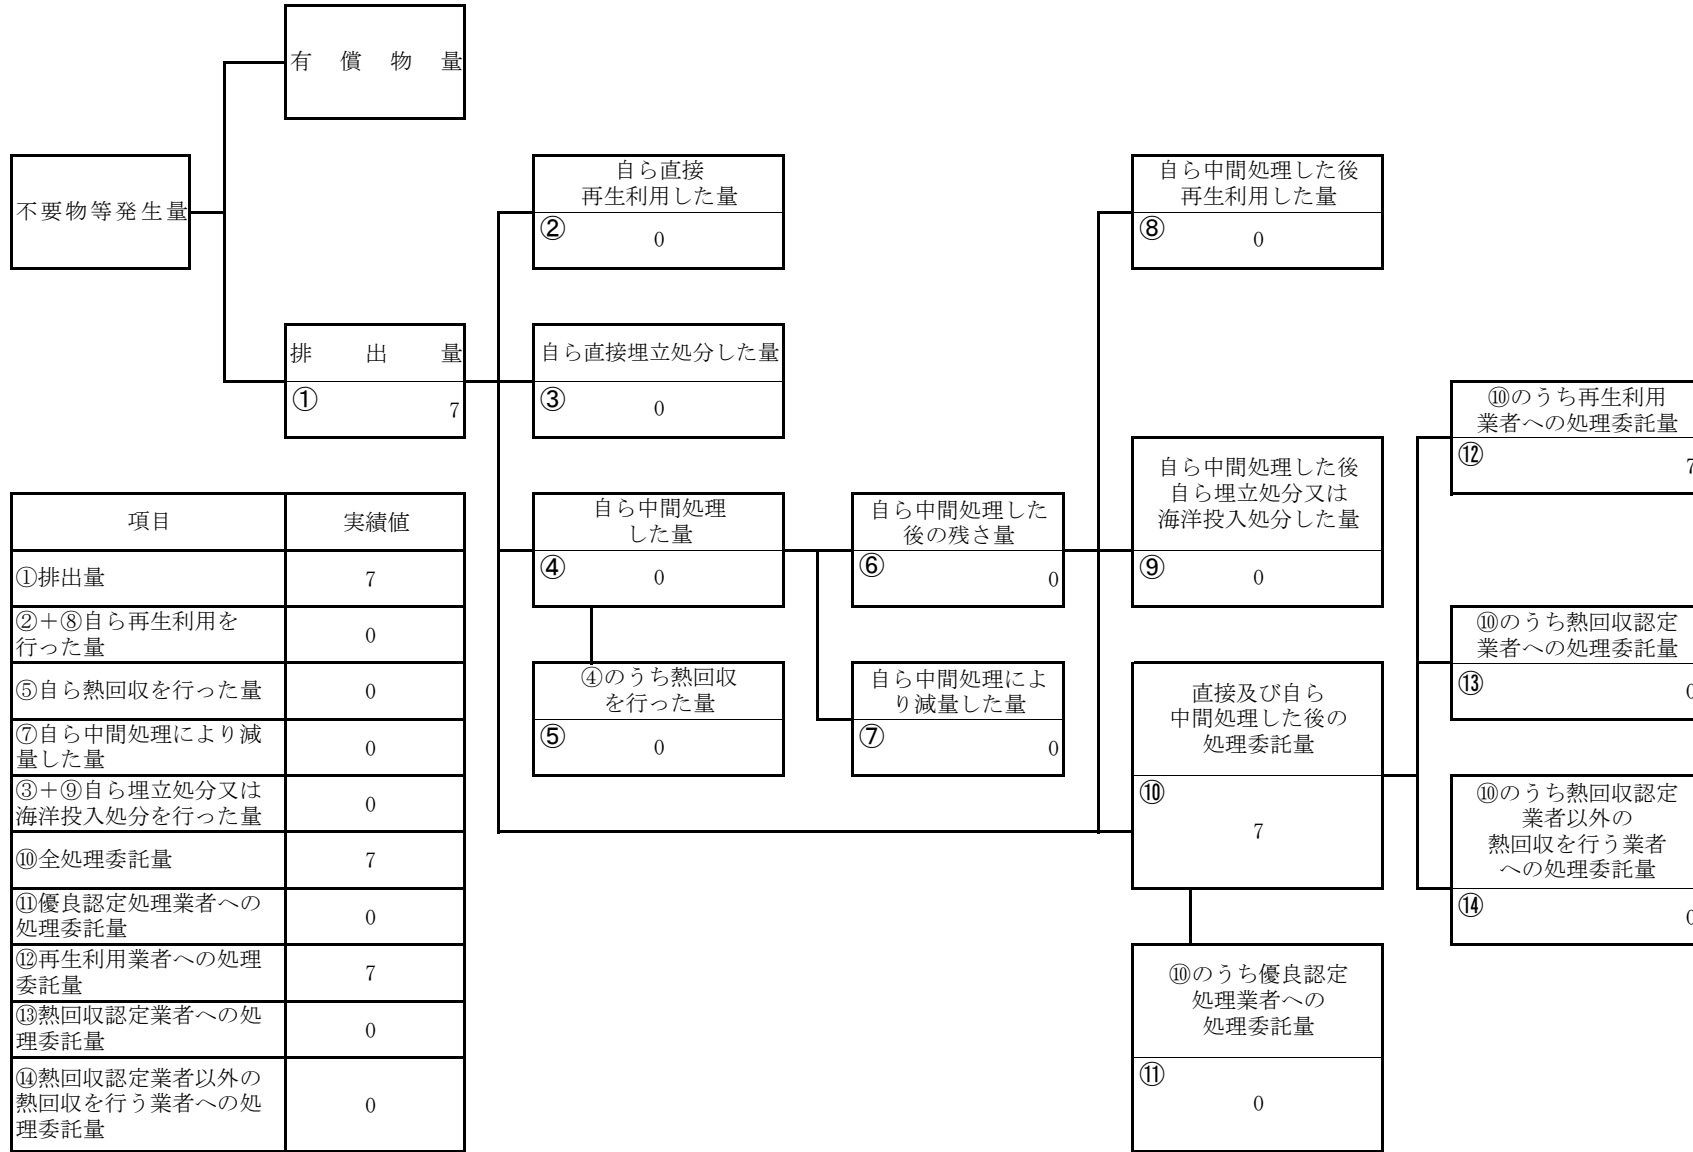 有償物量
不要物等発生量
排出量
①
7
自ら直接
再生利用した量
②
0
自ら直接埋立処分した量
③
0
自ら中間処理
した量
④
0
④のうち熱回収
を行った量
⑤
0
自ら中間処理した
後の残さ量
⑥
0
自ら中間処理によ
り減量した量
⑦
0
自ら中間処理した後
再生利用した量
⑧
0
自ら中間処理した後
自ら埋立処分又は
海洋投入処分した量
⑨
0
直接及び自ら
中間処理した後の
処理委託量
⑩
7
⑩のうち優良認定
処理業者への
処理委託量
⑪
0
⑩のうち再生利用
業者への処理委託量
⑫
7
⑩のうち熱回収認定
業者への処理委託量
⑬
0
⑩のうち熱回収認定
業者以外の
熱回収を行う業者
への処理委託量
⑭
0
項目 実績値
①排出量 7
②＋⑧自ら再生利用を
行った量 0
⑤自ら熱回収を行った量 0
⑦自ら中間処理により減
量した量 0
③＋⑨自ら埋立処分又は
海洋投入処分を行った量 0
⑩全処理委託量 7
⑪優良認定処理業者への
処理委託量 0
⑫再生利用業者への処理
委託量 7
⑬熱回収認定業者への処
理委託量 0
⑭熱回収認定業者以外の
熱回収を行う業者への処
理委託量 0